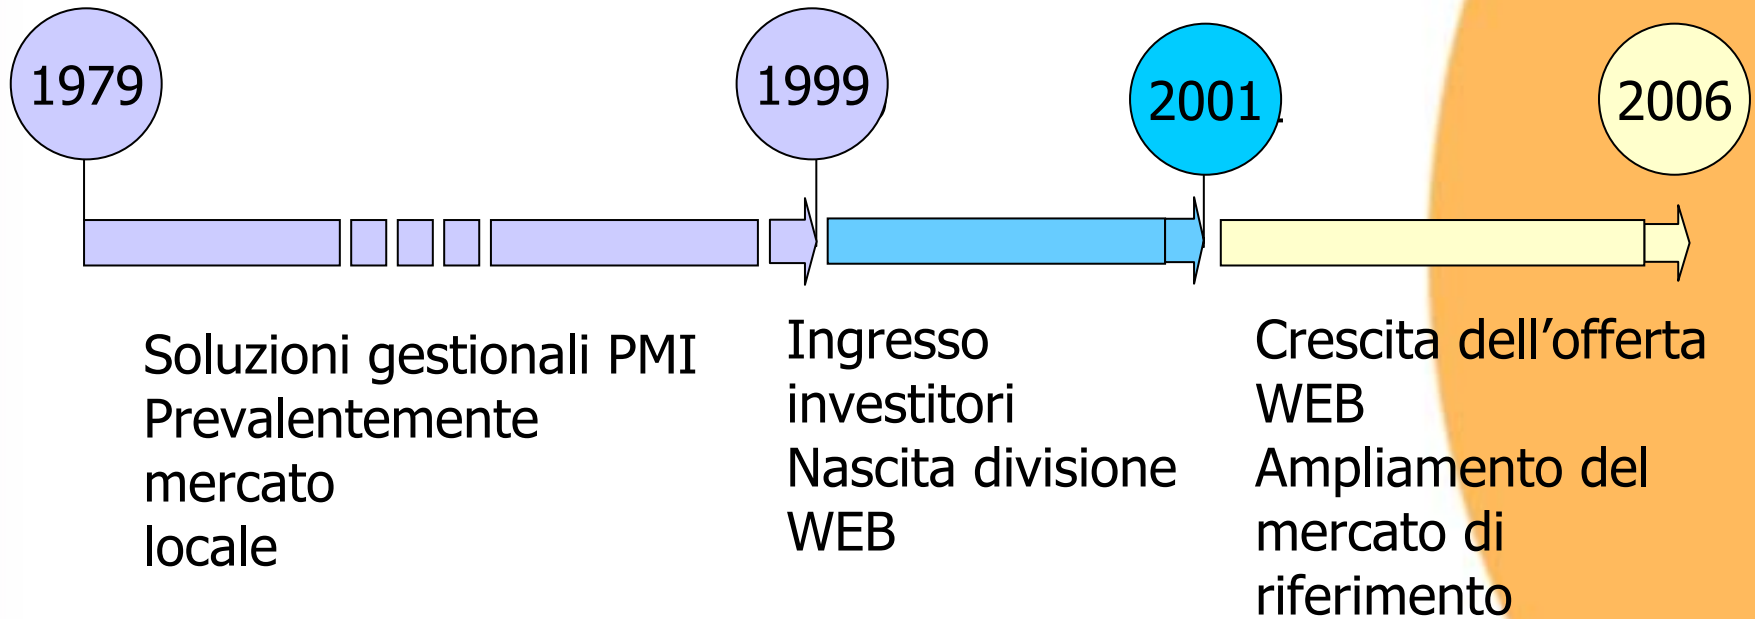 1979
1999
2001
2006
Soluzioni gestionali PMI
Prevalentemente
mercato
locale
Ingresso
investitori
Nascita divisione
WEB
Crescita dell’offerta
WEB
Ampliamento del
mercato di
riferimento